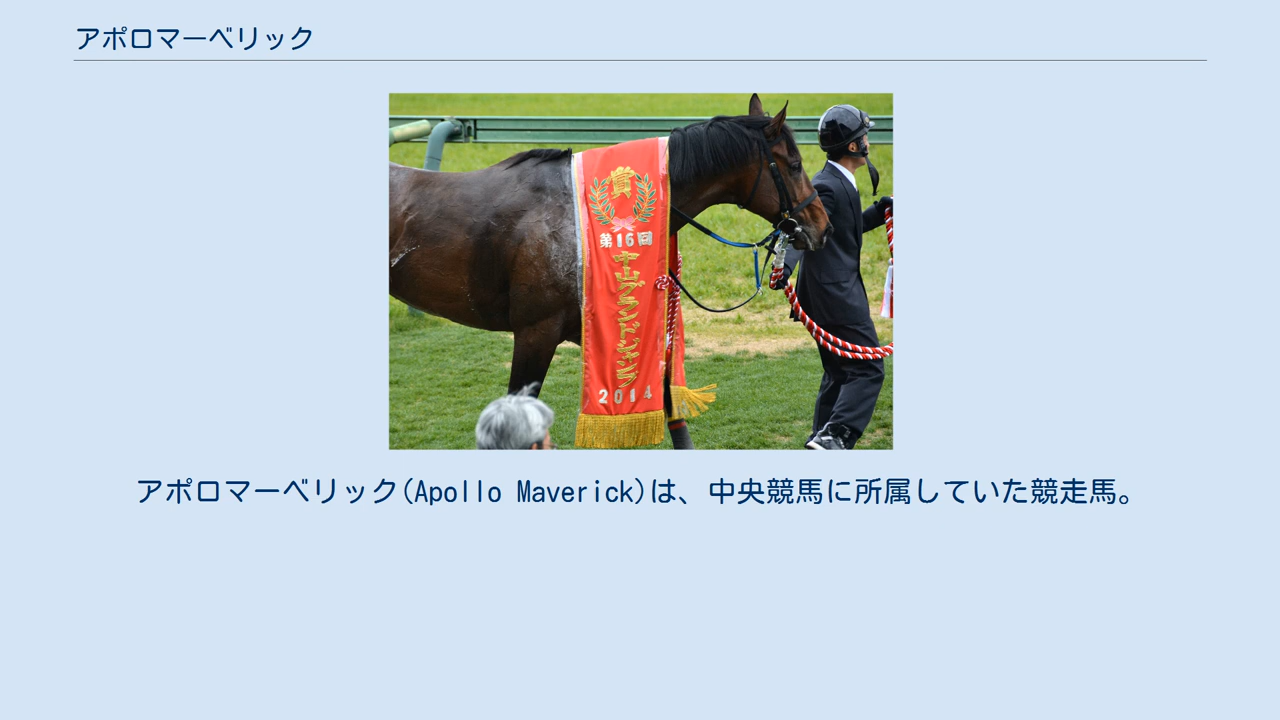 アポロマーベリック
賞
第16回
中山グランドジャンプ
2014
アポロマーベリック(Apollo Maverick)は、中央競馬に所属していた競走馬。